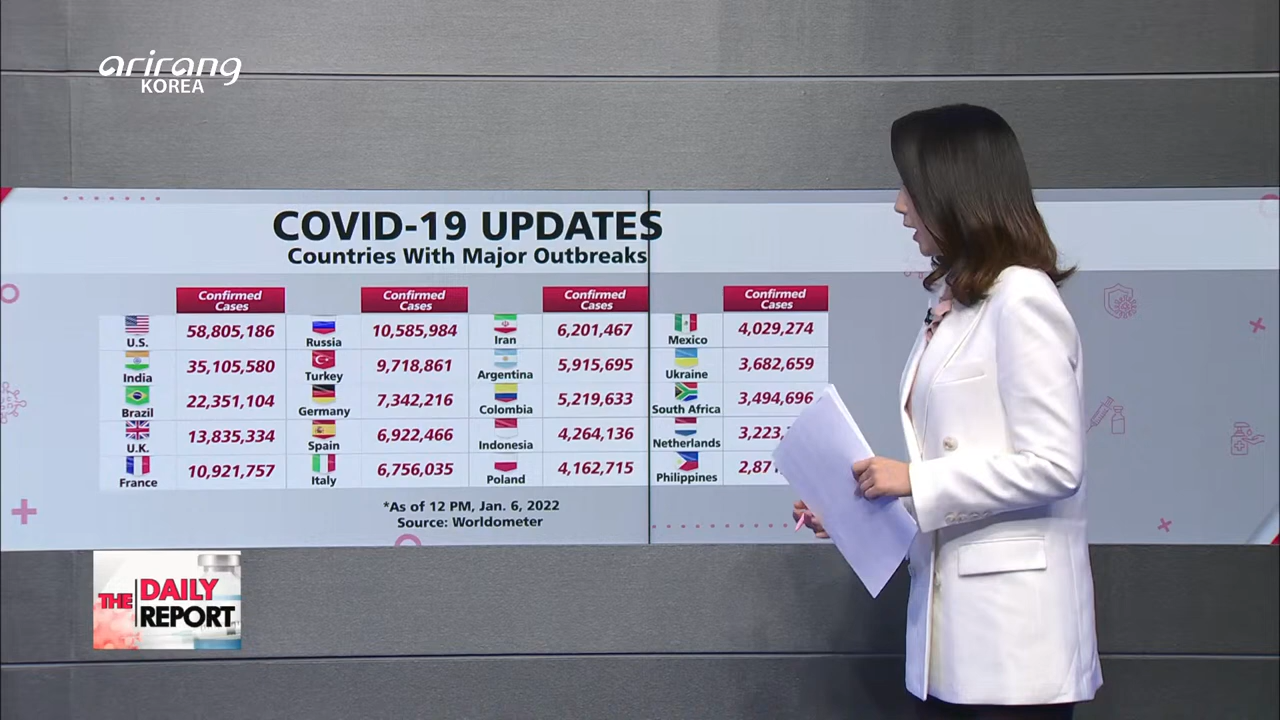 arirang
KOREA
COVID-19 UPDATES
Countries With Major Outbreaks
Confirmed Cases Confirmed Cases Confirmed Cases Confirmed Cases
U.S. 58,805,186 Russia 10,585,984 Iran 6,201,467 Mexico 4,029,274
India 35,105,580 Turkey 9,718,861 Argentina 5,915,695 Ukraine 3,682,659
Brazil 22,351,104 Germany 7,342,216 Colombia 5,219,633 South Africa 3,494,696
U.K. 13,835,334 Spain 6,922,466 Indonesia 4,264,136 Netherlands
France 10,921,757 Italy 6,756,035 Poland 4,162,715 Philippines
*As of 12 PM, Jan. 6, 2022
Source: Worldometer
THE DAILY
REPORT